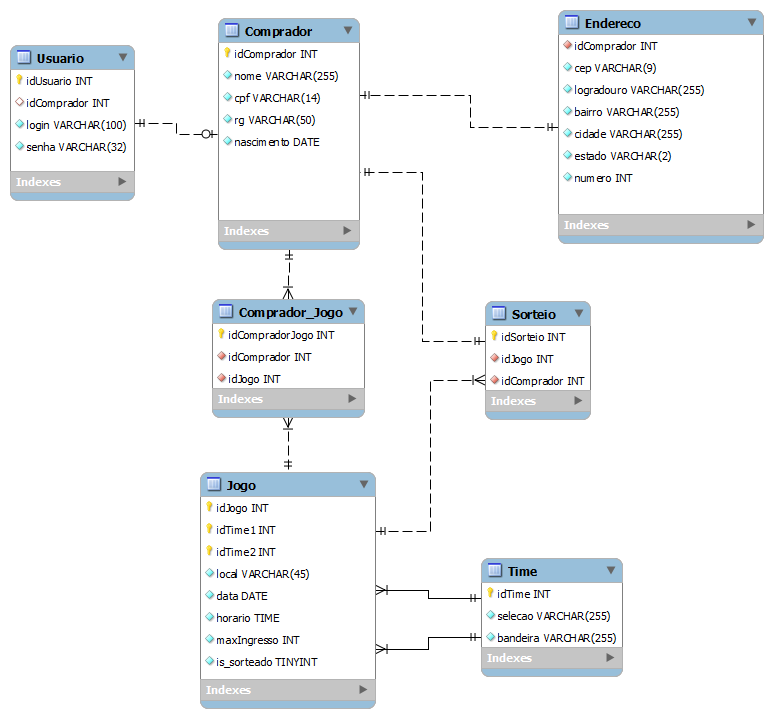 Usuario
idUsuario INT
idComprador INT
login VARCHAR(100)
senha VARCHAR(32)
Indexes
Comprador
idComprador INT
nome VARCHAR(255)
cpf VARCHAR(14)
rg VARCHAR(50)
nascimento DATE
Indexes
Endereco
idComprador INT
cep VARCHAR(9)
logradouro VARCHAR(255)
bairro VARCHAR(255)
cidade VARCHAR(255)
estado VARCHAR(2)
numero INT
Indexes
Comprador_Jogo
idCompradorJogo INT
idComprador INT
idJogo INT
Indexes
Sorteio
idSorteio INT
idJogo INT
idComprador INT
Indexes
Jogo
idJogo INT
idTime1 INT
idTime2 INT
local VARCHAR(45)
data DATE
horario TIME
maxIngresso INT
is_sorteado TINYINT
Indexes
Time
idTime INT
selecao VARCHAR(255)
bandeira VARCHAR(255)
Indexes